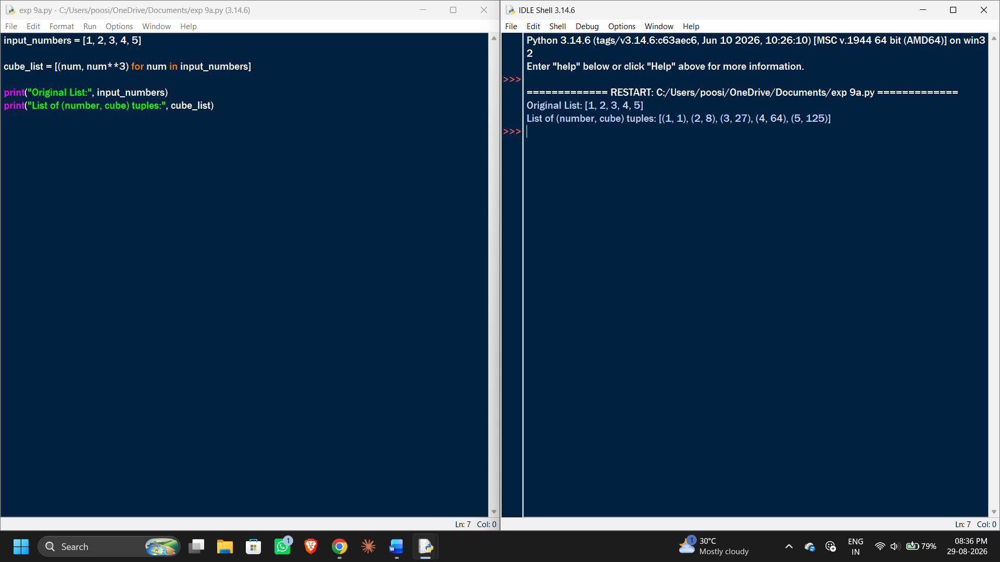 exp 9a.py - C:/Users/poosi/OneDrive/Documents/exp 9a.py (3.14.6)
File Edit Format Run Options Window Help
input_numbers = [1, 2, 3, 4, 5]
cube_list = [(num, num**3) for num in input_numbers]
print("Original List:", input_numbers)
print("List of (number, cube) tuples:", cube_list)
Ln: 7 Col: 0
IDLE Shell 3.14.6
File Edit Shell Debug Options Window Help
Python 3.14.6 (tags/v3.14.6:c63aec6, Jun 10 2026, 10:26:10) [MSC v.1944 64 bit (AMD64)] on win3
2
Enter "help" below or click "Help" above for more information.
>>>
============= RESTART: C:/Users/poosi/OneDrive/Documents/exp 9a.py =============
Original List: [1, 2, 3, 4, 5]
List of (number, cube) tuples: [(1, 1), (2, 8), (3, 27), (4, 64), (5, 125)]
>>>
Ln: 7 Col: 0
Search
1
w
1
30°C
Mostly cloudy
ENG
IN
79%
08:36 PM
29-08-2026